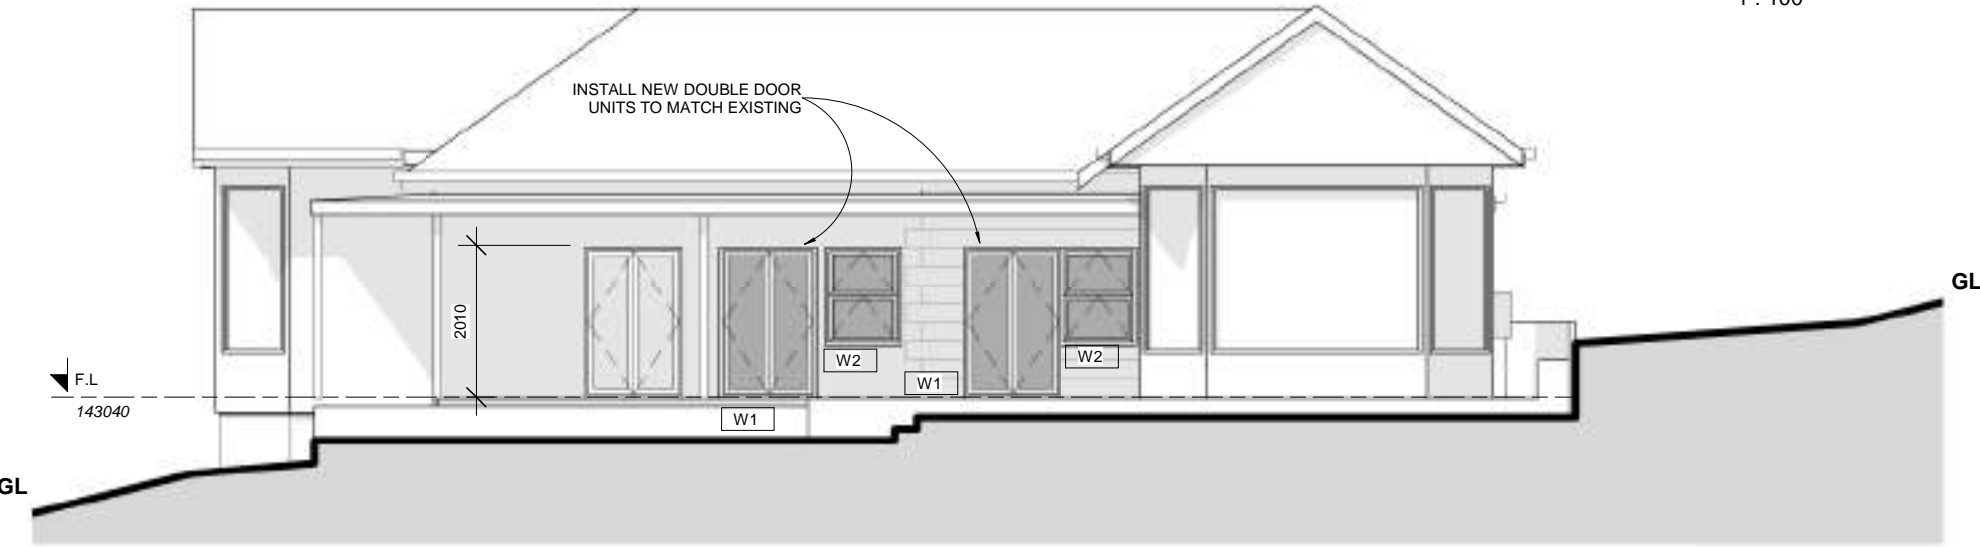 1 : 100
INSTALL NEW DOUBLE DOOR
UNITS TO MATCH EXISTING
GL
2010
W2
W2
F.L
W1
143040
W1
GL